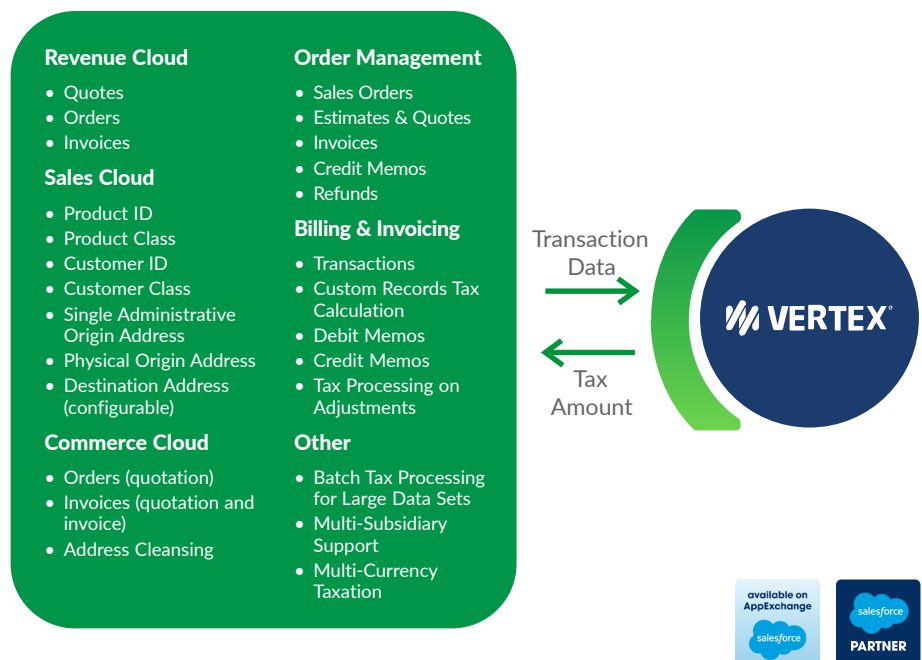 Revenue Cloud
• Quotes
• Orders
• Invoices
Sales Cloud
• Product ID
• Product Class
• Customer ID
• Customer Class
• Single Administrative
Origin Address
• Physical Origin Address
• Destination Address
(configurable)
Commerce Cloud
• Orders (quotation)
• Invoices (quotation and
invoice)
• Address Cleansing
Order Management
• Sales Orders
• Estimates & Quotes
• Invoices
• Credit Memos
• Refunds
Billing & Invoicing
• Transactions
• Custom Records Tax
Calculation
• Debit Memos
• Credit Memos
• Tax Processing on
Adjustments
Other
• Batch Tax Processing
for Large Data Sets
• Multi-Subsidiary
Support
• Multi-Currency
Taxation
Transaction
Data
Tax
Amount
VERTEX®
available on
AppExchange
salesforce
salesforce
PARTNER